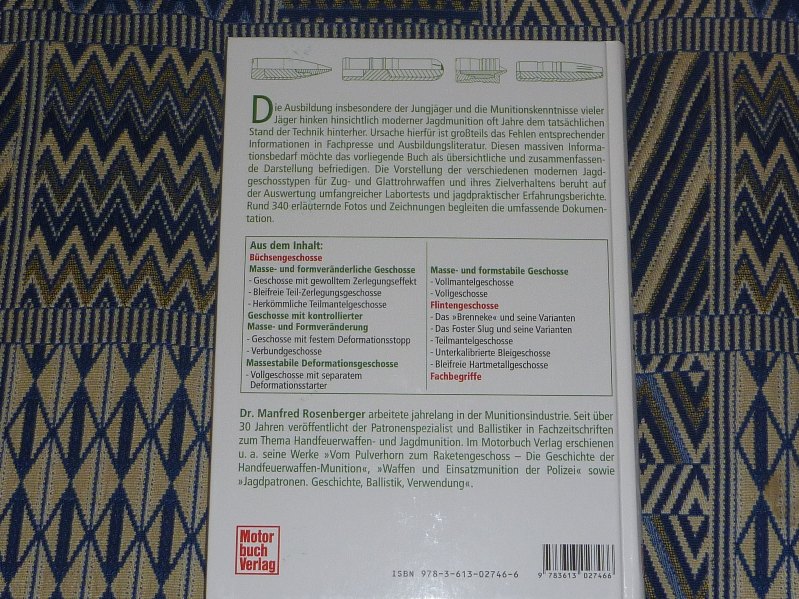 Die Ausbildung insbesondere der Jungjäger und die Munitionskenntnisse vieler
Jäger hinken hinsichtlich moderner Jagdmunition oft Jahre dem tatsächlichen
Stand der Technik hinterher. Ursache hierfür ist großteils das Fehlen entsprechender
Informationen in Fachpresse und Ausbildungsliteratur. Diesen massiven Informa-
tionsbedarf möchte das vorliegende Buch als übersichtliche und zusammenfassen-
de Darstellung befriedigen. Die Vorstellung der verschiedenen modernen Jagd-
geschosstypen für Zug- und Glattrohrwaffen und ihres Zielverhaltens beruht auf
der Auswertung umfangreicher Labortests und jagdpraktischer Erfahrungsberichte.
Rund 340 erläuternde Fotos und Zeichnungen begleiten die umfassende Dokumen-
tation.
Aus dem Inhalt:
Büchsengeschosse
Masse- und formveränderliche Geschosse
- Geschosse mit gewolltem Zerlegungseffekt
- Bleifreie Teil-Zerlegungsgeschosse
- Herkömmliche Teilmantelgeschosse
Geschosse mit kontrollierter
Masse- und Formveränderung
- Geschosse mit festem Deformationsstopp
- Verbundgeschosse
Massestabile Deformationsgeschosse
- Vollgeschosse mit separatem
Deformationsstarter
Masse- und formstabile Geschosse
- Vollmantelgeschosse
- Vollgeschosse
Flintengeschosse
- Das »Brenneke« und seine Varianten
- Das Foster Slug und seine Varianten
- Teilmantelgeschosse
- Unterkalibrierte Bleigeschosse
- Bleifreie Hartmetallgeschosse
Fachbegriffe
Dr. Manfred Rosenberger arbeitete jahrelang in der Munitionsindustrie. Seit über
30 Jahren veröffentlicht der Patronenspezialist und Ballistiker in Fachzeitschriften
zum Thema Handfeuerwaffen- und Jagdmunition. Im Motorbuch Verlag erschienen
u. a. seine Werke »Vom Pulverhorn zum Raketengeschoss – Die Geschichte der
Handfeuerwaffen-Munition«, »Waffen und Einsatzmunition der Polizei« sowie
»Jagdpatronen. Geschichte, Ballistik, Verwendung«.
Motor
buch
Verlag
ISBN 978-3-613-02746-6
9 783613 027466